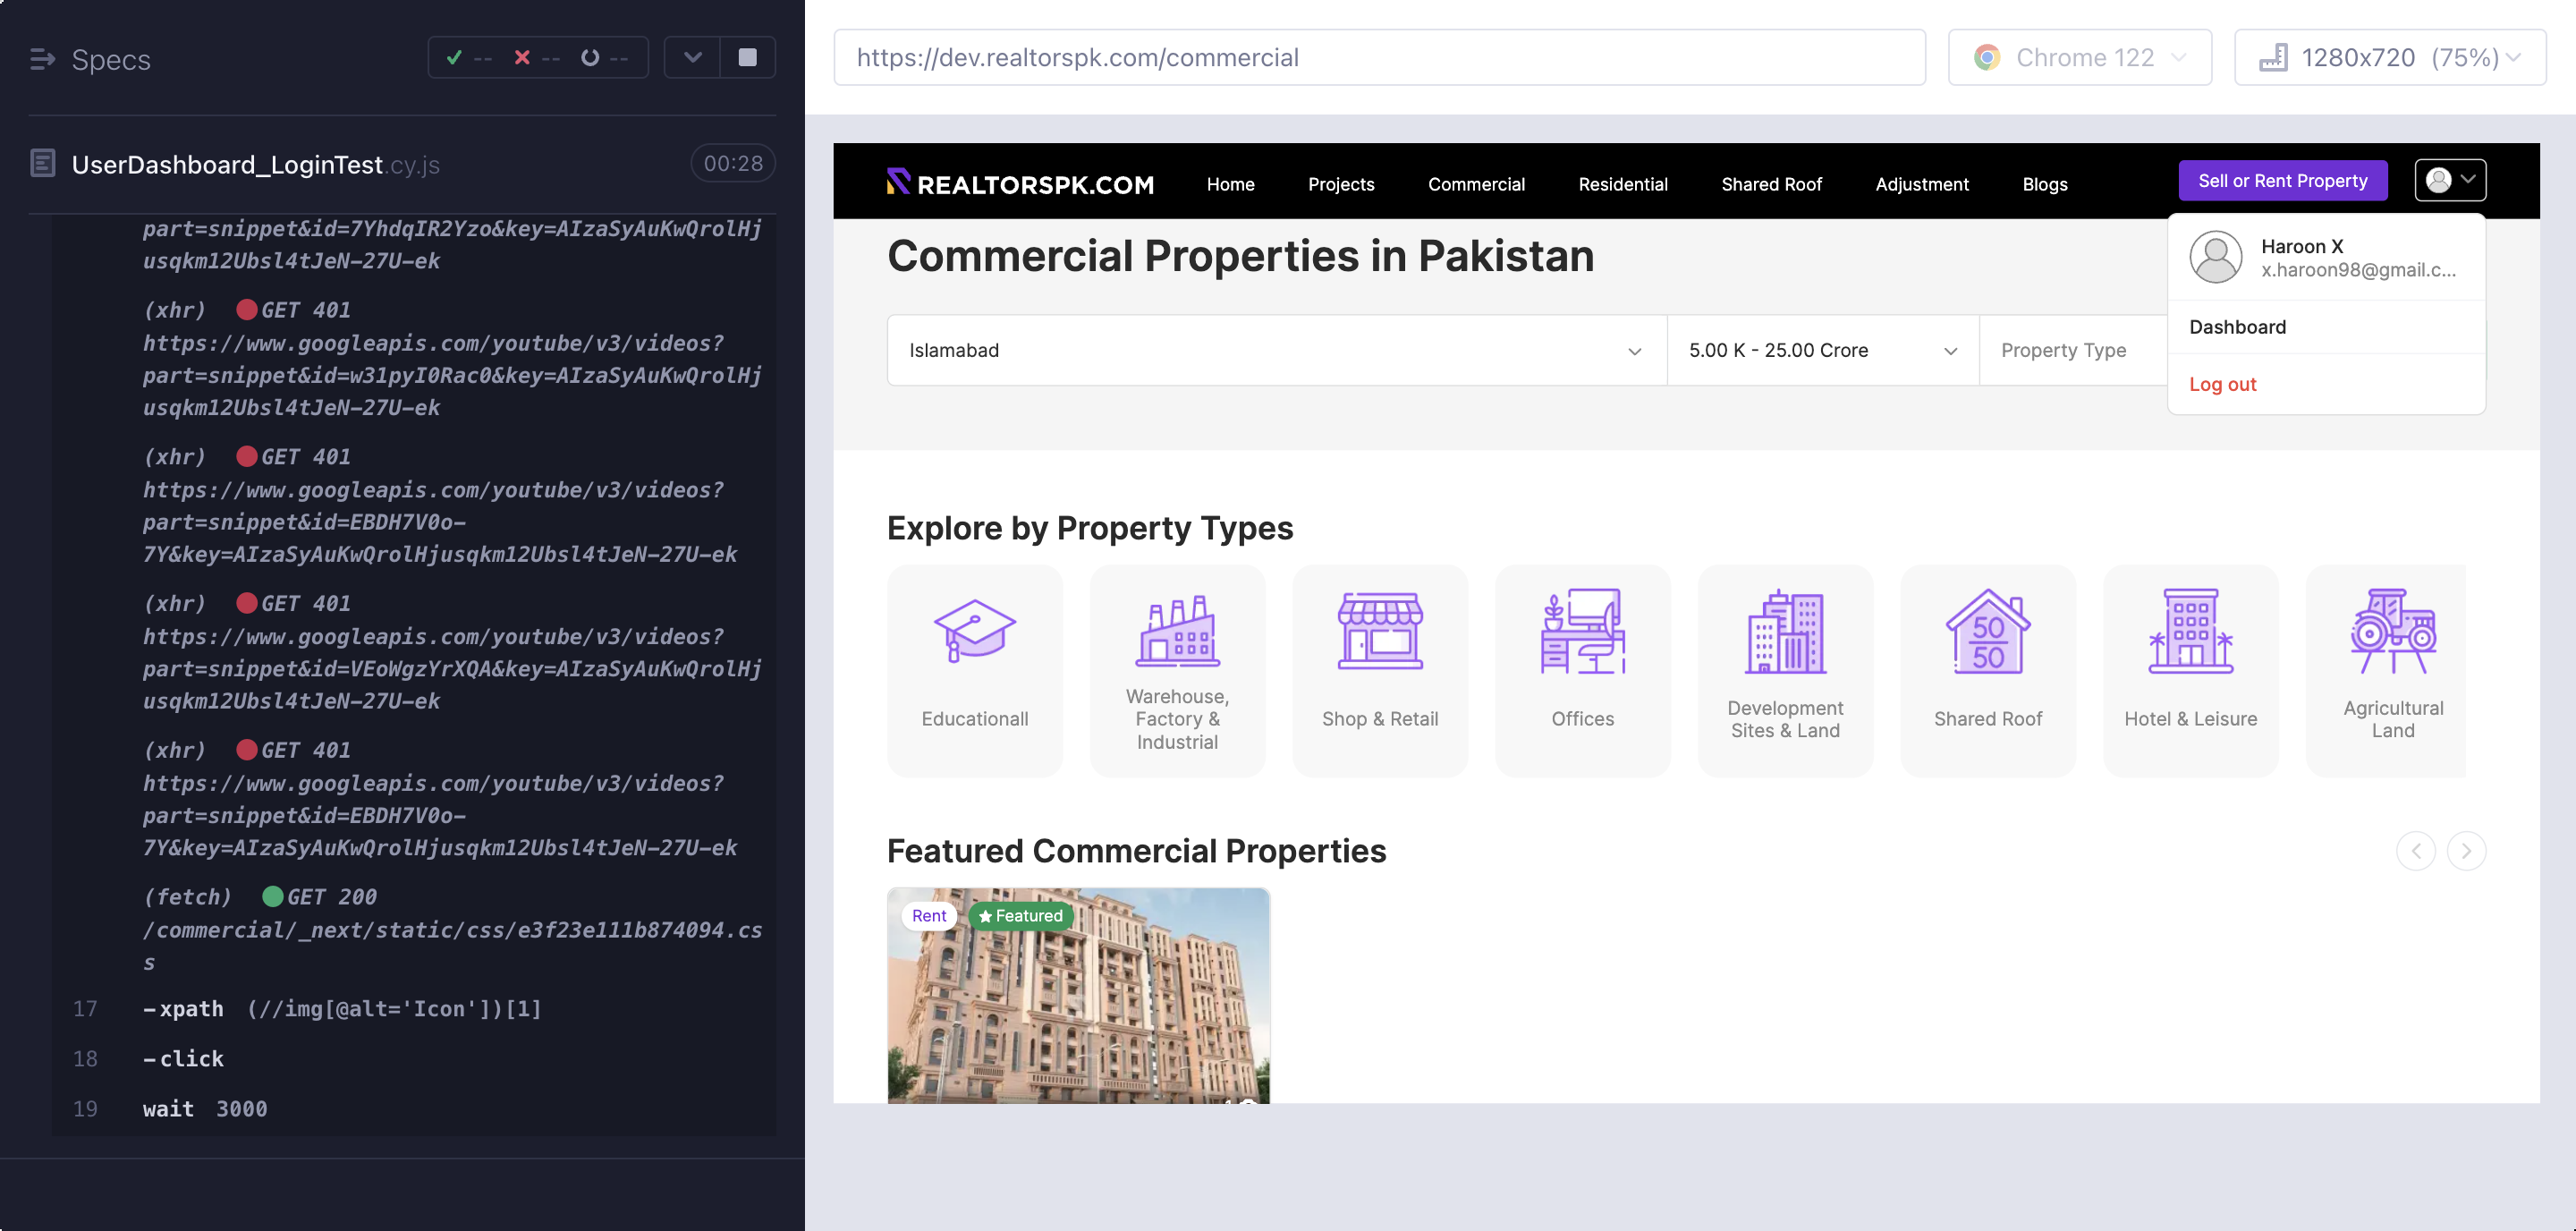 Specs
-- -- --
UserDashboard_LoginTest.cy.js
00:28
part=snippet&id=7YhdqIR2Yzo&key=AIzaSyAuKwQrolHj
usqkm12Ubsl4tJeN-27U-ek
(xhr) GET 401
https://www.googleapis.com/youtube/v3/videos?
part=snippet&id=w31pyI0Rac0&key=AIzaSyAuKwQrolHj
usqkm12Ubsl4tJeN-27U-ek
(xhr) GET 401
https://www.googleapis.com/youtube/v3/videos?
part=snippet&id=EBDH7V0o-
7Y&key=AIzaSyAuKwQrolHjusqkm12Ubsl4tJeN-27U-ek
(xhr) GET 401
https://www.googleapis.com/youtube/v3/videos?
part=snippet&id=VEoWgzYrXQA&key=AIzaSyAuKwQrolHj
usqkm12Ubsl4tJeN-27U-ek
(xhr) GET 401
https://www.googleapis.com/youtube/v3/videos?
part=snippet&id=EBDH7V0o-
7Y&key=AIzaSyAuKwQrolHjusqkm12Ubsl4tJeN-27U-ek
(fetch) GET 200
/commercial/_next/static/css/e3f23e111b874094.cs
s
17 -xpath (//img[@alt='Icon'])[1]
18 -click
19 wait 3000
https://dev.realtorspk.com/commercial
Chrome 122
1280x720 (75%)
REALTORSPK.COM
Home
Projects
Commercial
Residential
Shared Roof
Adjustment
Blogs
Sell or Rent Property
Haroon X
x.haroon98@gmail.c...
Dashboard
Log out
Commercial Properties in Pakistan
Islamabad
5.00 K - 25.00 Crore
Property Type
Explore by Property Types
Educationall
Warehouse,
Factory &
Industrial
Shop & Retail
Offices
Development
Sites & Land
50
50
Shared Roof
Hotel & Leisure
Agricultural
Land
Featured Commercial Properties
Rent
Featured